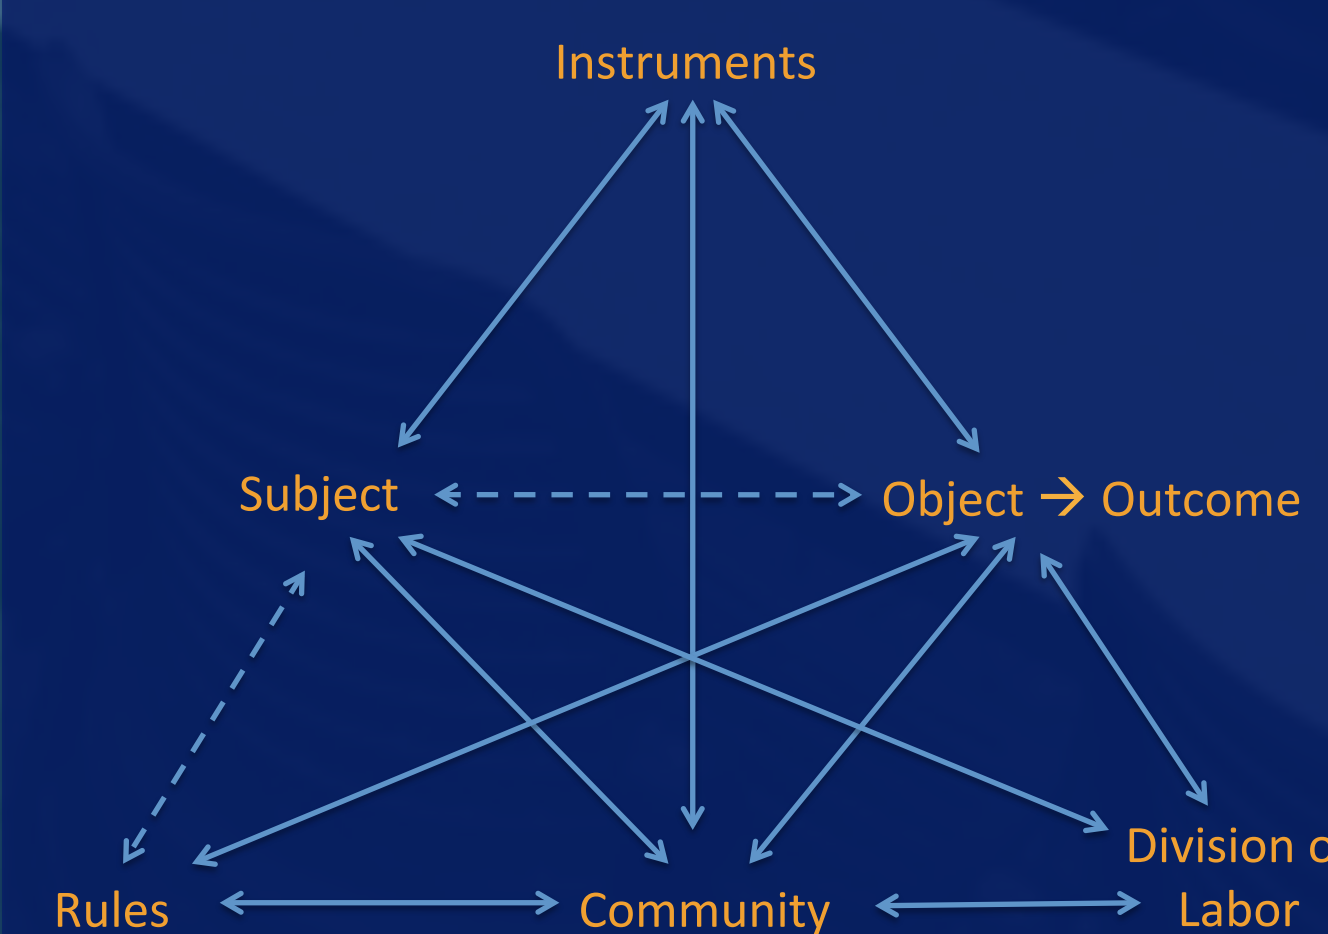 Instruments
Subject
Object → Outcome
Division o
Labor
Rules
Community